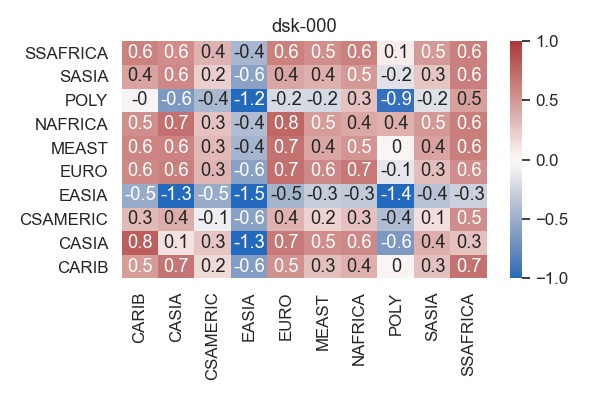 dsk-000
SSAFRICA 0.6 0.6 0.4 -0.4 0.6 0.5 0.6 0.1 0.5 0.6
SASIA 0.4 0.6 0.2 -0.6 0.4 0.4 0.5 -0.2 0.3 0.6
POLY -0 -0.6 -0.4 -1.2 -0.2 -0.2 0.3 -0.9 -0.2 0.5
NAFRICA 0.5 0.7 0.3 -0.4 0.8 0.5 0.4 0.4 0.5 0.6
MEAST 0.6 0.6 0.3 -0.4 0.7 0.4 0.5 0 0.4 0.6
EURO 0.6 0.6 0.3 -0.6 0.7 0.6 0.7 -0.1 0.3 0.6
EASIA -0.5 -1.3 -0.5 -1.5 -0.5 -0.3 -0.3 -1.4 -0.4 -0.3
CSAMERIC 0.3 0.4 -0.1 -0.6 0.4 0.2 0.3 -0.4 0.1 0.5
CASIA 0.8 0.1 0.3 -1.3 0.7 0.5 0.6 -0.6 0.4 0.3
CARIB 0.5 0.7 0.2 -0.6 0.5 0.3 0.4 0 0.3 0.7
CARIB CASIA CSAMERIC EASIA EURO MEAST NAFRICA POLY SASIA SSAFRICA
1.0
0.5
0.0
−0.5
−1.0